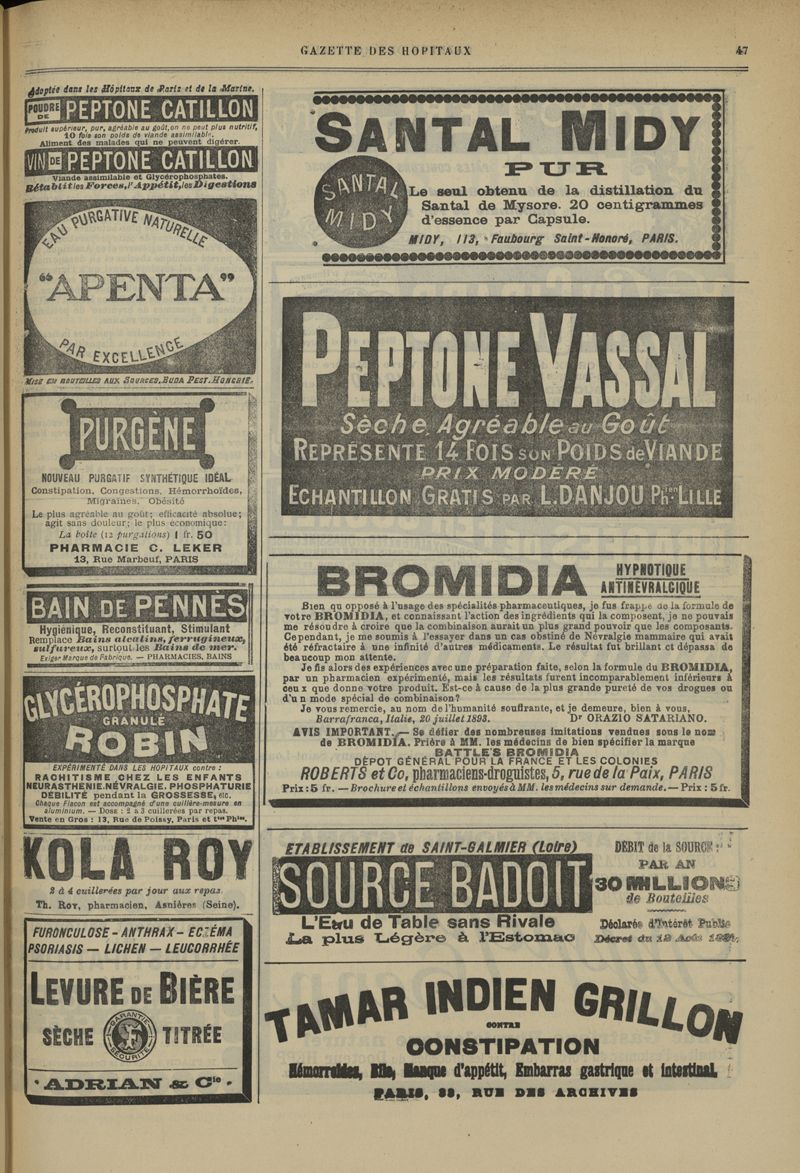 GAZETTE DES HOPITAUX 47
Adoptée dans les Hôpitaux de Paris et de la Marine.
POUDRE DE PEPTONE CATILLON
Produit supérieur, pur, agréable au goût, on ne peut plus nutritif,
10 fois son poids de viande assimilable.
Aliment des malades qui ne peuvent digérer.
VIN DE PEPTONE CATILLON
Viande assimilable et Glycérophosphates.
Rétablit les Forces, l'Appétit, les Digestions
EAU PURGATIVE NATURELLE
"APENTA"
PAR EXCELLENCE
MISE EN BOUTEILLES AUX SOURCES, BUDA PEST, HONGRIE.
PURGÈNE
NOUVEAU PURGATIF SYNTHÉTIQUE IDÉAL
Constipation, Congestions, Hémorrhoïdes,
Migraines, Obésité
Le plus agréable au goût; efficacité absolue;
agit sans douleur; le plus économique:
La boîte (12 purgations) 1 fr. 50
PHARMACIE C. LEKER
13, Rue Marbeuf, PARIS
BAIN DE PENNÈS
Hygiénique, Reconstituant, Stimulant
Remplace Bains alcalins, ferrugineux,
sulfureux, surtout les Bains de mer.
Exiger Marque de Fabrique. — PHARMACIES, BAINS
GLYCÉROPHOSPHATE
GRANULÉ
ROBIN
EXPÉRIMENTÉ DANS LES HOPITAUX contre:
RACHITISME CHEZ LES ENFANTS
NEURASTHENIE. NÉVRALGIE. PHOSPHATURIE
DÉBILITÉ pendant la GROSSESSE, etc.
Chaque Flacon est accompagné d'une cuillère-mesure en
aluminium. — Dose: 2 à 3 cuillerées par repas.
Vente en Gros: 13, Rue de Poissy, Paris et ttes Phies.
KOLA ROY
2 à 4 cuillerées par jour aux repas.
Th. ROY, pharmacien, Asnières (Seine).
FURONCULOSE - ANTHRAX - ECZÉMA
PSORIASIS — LICHEN — LEUCORRHÉE
LEVURE DE BIÈRE
SÈCHE GARANTIE SÉCURITÉ TITRÉE
ADRIAN & Cie
SANTAL MIDY
PUR
SANTAL
MIDY
Le seul obtenu de la distillation du
Santal de Mysore. 20 centigrammes
d'essence par Capsule.
MIDY, 113, Faubourg Saint-Honoré, PARIS.
PEPTONE VASSAL
Sèche, Agréable au Goût
REPRÉSENTE 14 FOIS SON POIDS de VIANDE
PRIX MODÉRÉ
ECHANTILLON GRATIS PAR L. DANJOU Phien LILLE
BROMIDIA HYPNOTIQUE
ANTINÉVRALGIQUE
Bien qu opposé à l'usage des spécialités pharmaceutiques, je fus frappé de la formule de
votre BROMIDIA, et connaissant l'action des ingrédients qui la composent, je ne pouvais
me résoudre à croire que la combinaison aurait un plus grand pouvoir que les composants.
Cependant, je me soumis à l'essayer dans un cas obstiné de Névralgie mammaire qui avait
été réfractaire à une infinité d'autres médicaments. Le résultat fut brillant et dépassa de
beaucoup mon attente.
Je fis alors des expériences avec une préparation faite, selon la formule du BROMIDIA,
par un pharmacien expérimenté, mais les résultats furent incomparablement inférieurs à
ceux que donne votre produit. Est-ce à cause de la plus grande pureté de vos drogues ou
d'un mode spécial de combinaison?
Je vous remercie, au nom de l'humanité souffrante, et je demeure, bien à vous,
Barrafranca, Italie, 20 juillet 1893. Dr ORAZIO SATARIANO.
AVIS IMPORTANT. — Se défier des nombreuses imitations vendues sous le nom
de BROMIDIA. Prière à MM. les médecins de bien spécifier la marque
BATTLE'S BROMIDIA
DÉPOT GÉNÉRAL POUR LA FRANCE ET LES COLONIES
ROBERTS et Co, pharmaciens-droguistes, 5, rue de la Paix, PARIS
Prix: 5 fr. — Brochure et échantillons envoyés à MM. les médecins sur demande. — Prix: 5 fr.
ETABLISSEMENT de SAINT-GALMIER (Loire)
SOURCE BADOIT
L'Eau de Table sans Rivale
La plus Légère à l'Estomac
DÉBIT de la SOURCE:
PAR AN
30 MILLIONS
de Bouteilles
Déclarée d'Intérêt Public
Décret du 12 Août
TAMAR INDIEN GRILLON
CONTRE
CONSTIPATION
Hémorroïdes, Bile, Manque d'appétit, Embarras gastrique et intestinal.
PARIS, 33, RUE DES ARCHIVES